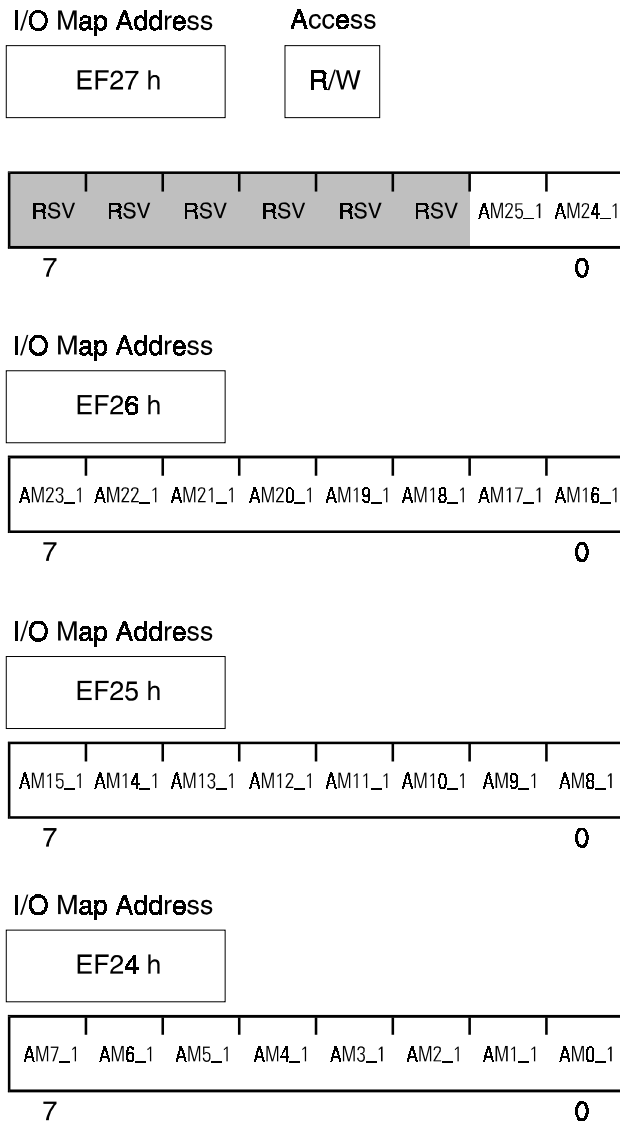 I/O Map Address Access
EF27 h R/W
RSV RSV RSV RSV RSV RSV AM25_1 AM24_1
7 0
I/O Map Address
EF26 h
AM23_1 AM22_1 AM21_1 AM20_1 AM19_1 AM18_1 AM17_1 AM16_1
7 0
I/O Map Address
EF25 h
AM15_1 AM14_1 AM13_1 AM12_1 AM11_1 AM10_1 AM9_1 AM8_1
7 0
I/O Map Address
EF24 h
AM7_1 AM6_1 AM5_1 AM4_1 AM3_1 AM2_1 AM1_1 AM0_1
7 0